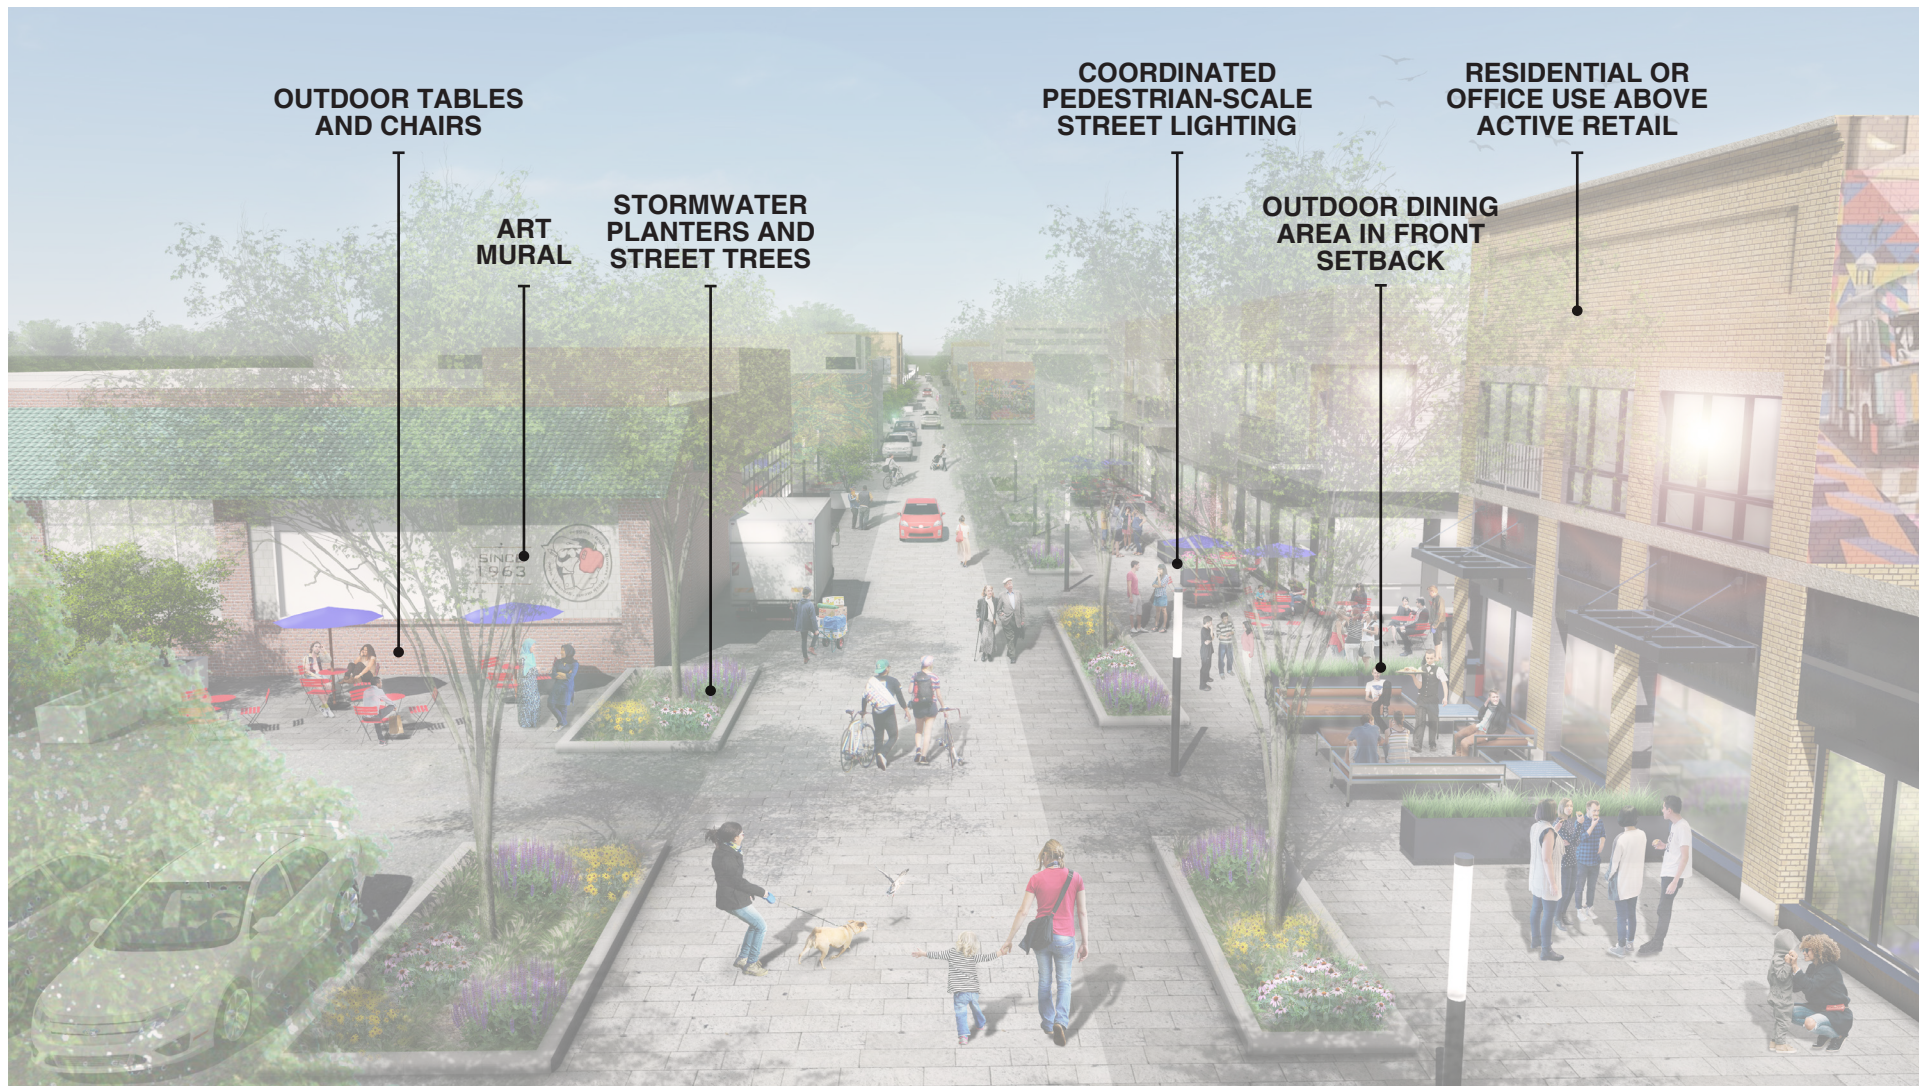 OUTDOOR TABLES
AND CHAIRS
ART
MURAL
STORMWATER
PLANTERS AND
STREET TREES
COORDINATED
PEDESTRIAN-SCALE
STREET LIGHTING
OUTDOOR DINING
AREA IN FRONT
SETBACK
RESIDENTIAL OR
OFFICE USE ABOVE
ACTIVE RETAIL
SINCE
1963